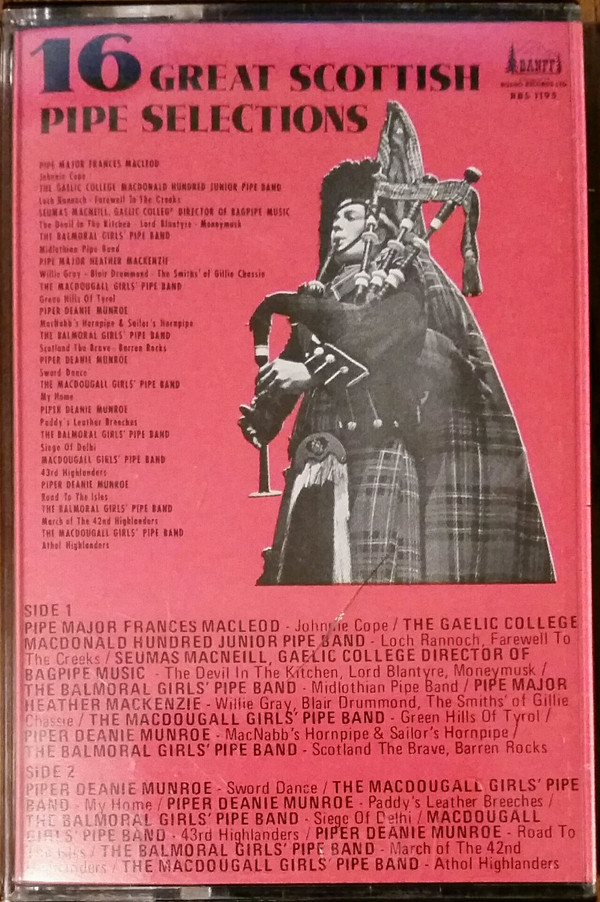 16 GREAT SCOTTISH
PIPE SELECTIONS
BANFF
RBS 1195
PIPE MAJOR FRANCES MACLEOD
Johnnie Cope
THE GAELIC COLLEGE MACDONALD HUNDRED JUNIOR PIPE BAND
Loch Rannoch - Farewell In The Creeks
SEUMAS MACNEILL, GAELIC COLLEGE DIRECTOR OF BAGPIPE MUSIC
The Devil In The Kitchen - Lord Blantyre - Moneymusk
THE BALMORAL GIRLS' PIPE BAND
Midlothian Pipe Band
PIPE MAJOR HEATHER MACKENZIE
Willie Gray - Blair Drummond - The Smiths' of Gillie Chassie
THE MACDOUGALL GIRLS' PIPE BAND
Green Hills Of Tyrol
PIPER DEANIE MUNROE
MacNabb's Hornpipe & Sailor's Hornpipe
THE BALMORAL GIRLS' PIPE BAND
Scotland The Brave - Barren Rocks
PIPER DEANIE MUNROE
Sword Dance
THE MACDOUGALL GIRLS' PIPE BAND
My Home
PIPER DEANIE MUNROE
Paddy's Leather Breeches
THE BALMORAL GIRLS' PIPE BAND
Siege Of Delhi
MACDOUGALL GIRLS' PIPE BAND
43rd Highlanders
PIPER DEANIE MUNROE
Road To The Isles
THE BALMORAL GIRLS' PIPE BAND
March of The 42nd Highlanders
THE MACDOUGALL GIRLS' PIPE BAND
Athol Highlanders
SIDE 1
PIPE MAJOR FRANCES MACLEOD - Johnnie Cope / THE GAELIC COLLEGE
MACDONALD HUNDRED JUNIOR PIPE BAND - Loch Rannoch, Farewell To
The Creeks / SEUMAS MACNEILL, GAELIC COLLEGE DIRECTOR OF
BAGPIPE MUSIC - The Devil In The Kitchen, Lord Blantyre, Moneymusk /
THE BALMORAL GIRLS' PIPE BAND - Midlothian Pipe Band / PIPE MAJOR
HEATHER MACKENZIE - Willie Gray, Blair Drummond, The Smiths' of Gillie
Chassie / THE MACDOUGALL GIRLS' PIPE BAND - Green Hills Of Tyrol /
PIPER DEANIE MUNROE - MacNabb's Hornpipe & Sailor's Hornpipe /
THE BALMORAL GIRLS' PIPE BAND - Scotland The Brave, Barren Rocks
SIDE 2
PIPER DEANIE MUNROE - Sword Dance / THE MACDOUGALL GIRLS' PIPE
BAND - My Home / PIPER DEANIE MUNROE - Paddy's Leather Breeches /
THE BALMORAL GIRLS' PIPE BAND - Siege Of Delhi / MACDOUGALL
GIRLS' PIPE BAND - 43rd Highlanders / PIPER DEANIE MUNROE - Road To
The Isles / THE BALMORAL GIRLS' PIPE BAND - March of The 42nd
Highlanders / THE MACDOUGALL GIRLS' PIPE BAND - Athol Highlanders